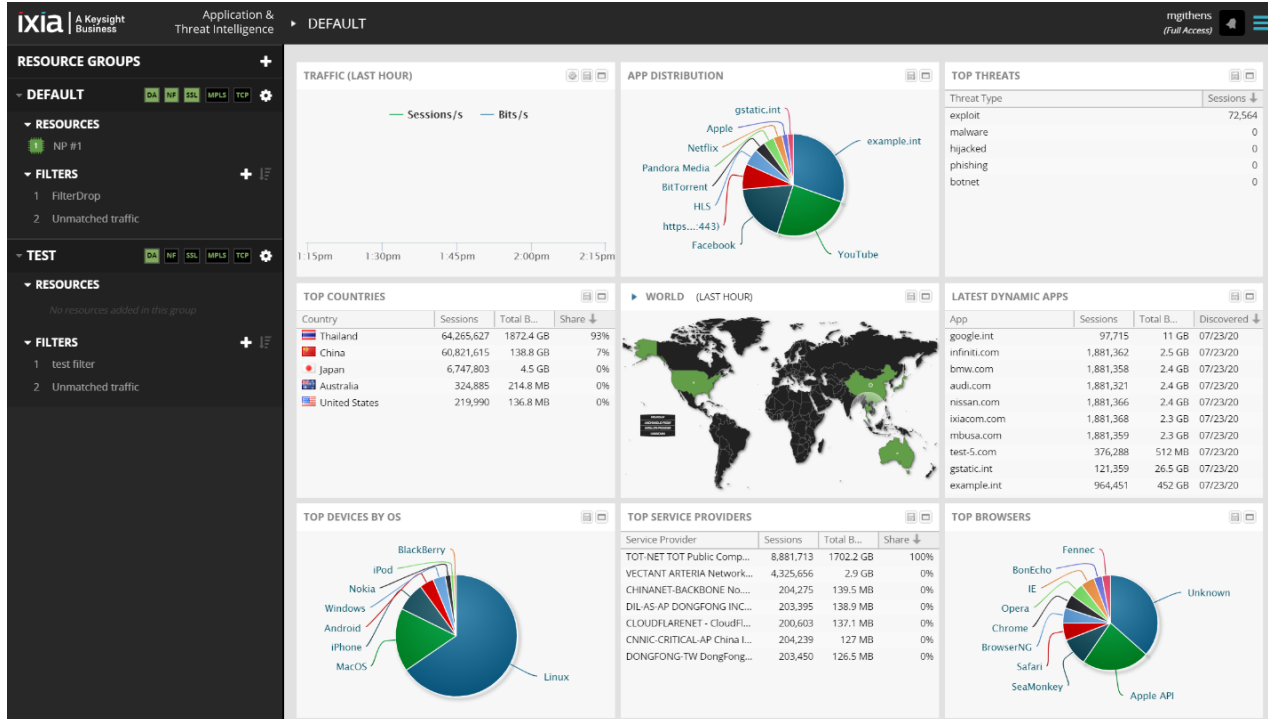 ixia A Keysight Business
Application & Threat Intelligence
DEFAULT
mgithens
(Full Access)
RESOURCE GROUPS
DEFAULT DA NF SSL MPLS TCP
RESOURCES
1 NP #1
FILTERS
1 FilterDrop
2 Unmatched traffic
TEST DA NF SSL MPLS TCP
RESOURCES
No resources added in this group
FILTERS
1 test filter
2 Unmatched traffic
TRAFFIC (LAST HOUR)
Sessions/s Bits/s
1:15pm 1:30pm 1:45pm 2:00pm 2:15pm
APP DISTRIBUTION
gstatic.int
Apple
Netflix
Pandora Media
BitTorrent
HLS
https...:443)
Facebook
example.int
YouTube
TOP THREATS
Threat Type Sessions
exploit 72,564
malware 0
hijacked 0
phishing 0
botnet 0
TOP COUNTRIES
Country Sessions Total B... Share
Thailand 64,265,627 1872.4 GB 93%
China 60,821,615 138.8 GB 7%
Japan 6,747,803 4.5 GB 0%
Australia 324,885 214.8 MB 0%
United States 219,990 136.8 MB 0%
WORLD (LAST HOUR)
LATEST DYNAMIC APPS
App Sessions Total B... Discovered
google.int 97,715 11 GB 07/23/20
infiniti.com 1,881,362 2.5 GB 07/23/20
bmw.com 1,881,358 2.4 GB 07/23/20
audi.com 1,881,321 2.4 GB 07/23/20
nissan.com 1,881,366 2.4 GB 07/23/20
ixiacom.com 1,881,368 2.3 GB 07/23/20
mbusa.com 1,881,359 2.3 GB 07/23/20
test-5.com 376,288 512 MB 07/23/20
gstatic.int 121,359 26.5 GB 07/23/20
example.int 964,451 452 GB 07/23/20
TOP DEVICES BY OS
BlackBerry
iPod
Nokia
Windows
Android
iPhone
MacOS
Linux
TOP SERVICE PROVIDERS
Service Provider Sessions Total B... Share
TOT-NET TOT Public Comp... 8,881,713 1702.2 GB 100%
VECTANT ARTERIA Network... 4,325,656 2.9 GB 0%
CHINANET-BACKBONE No.... 204,275 139.5 MB 0%
DIL-AS-AP DONGFONG INC... 203,395 138.9 MB 0%
CLOUDFLARENET - CloudFl... 200,603 137.1 MB 0%
CNNIC-CRITICAL-AP China I... 204,239 127 MB 0%
DONGFONG-TW DongFong... 203,450 126.5 MB 0%
TOP BROWSERS
Fennec
BonEcho
IE
Opera
Chrome
BrowserNG
Safari
SeaMonkey
Unknown
Apple API